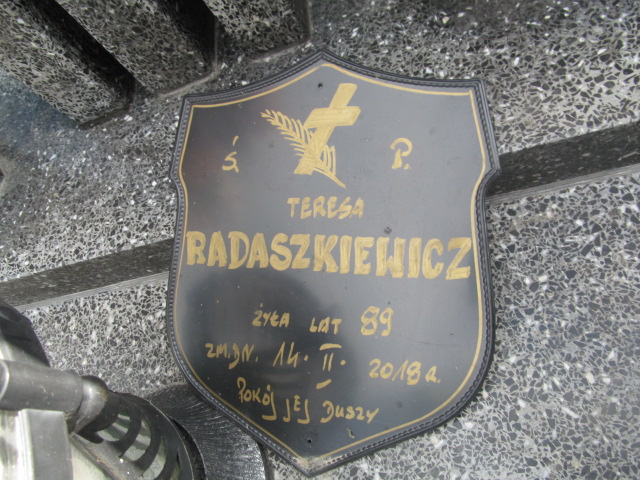 Ś. P.
TERESA
RADASZKIEWICZ
ŻYŁA LAT 89
ZM. DN. 14. II. 2018 R.
POKÓJ JEJ DUSZY